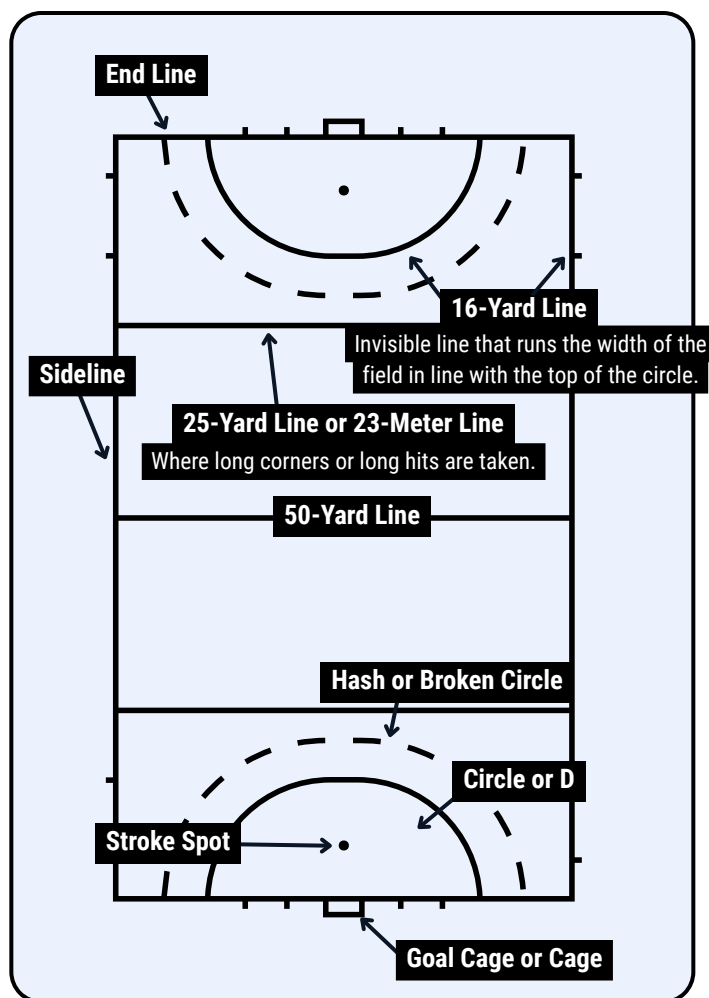 End Line
16-Yard Line
Invisible line that runs the width of the
field in line with the top of the circle.
Sideline
25-Yard Line or 23-Meter Line
Where long corners or long hits are taken.
50-Yard Line
Hash or Broken Circle
Circle or D
Stroke Spot
Goal Cage or Cage